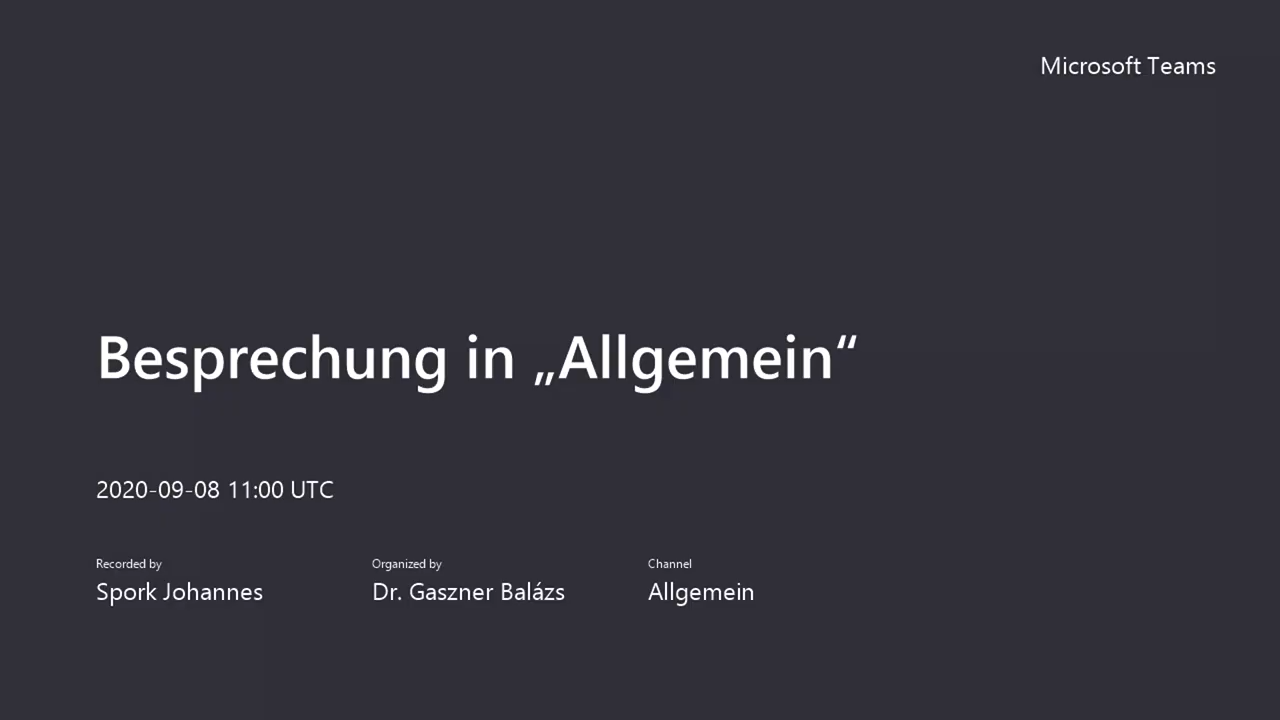 Microsoft Teams
Besprechung in „Allgemein“
2020-09-08 11:00 UTC
Recorded by
Spork Johannes
Organized by
Dr. Gaszner Balázs
Channel
Allgemein